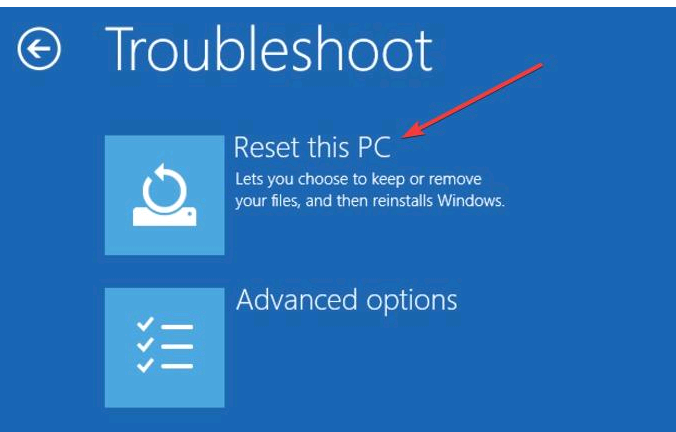 Troubleshoot
Reset this PC
Lets you choose to keep or remove
your files, and then reinstalls Windows.
Advanced options